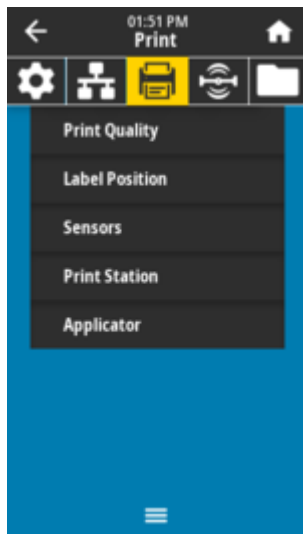 01:51 PM
Print
Print Quality
Label Position
Sensors
Print Station
Applicator